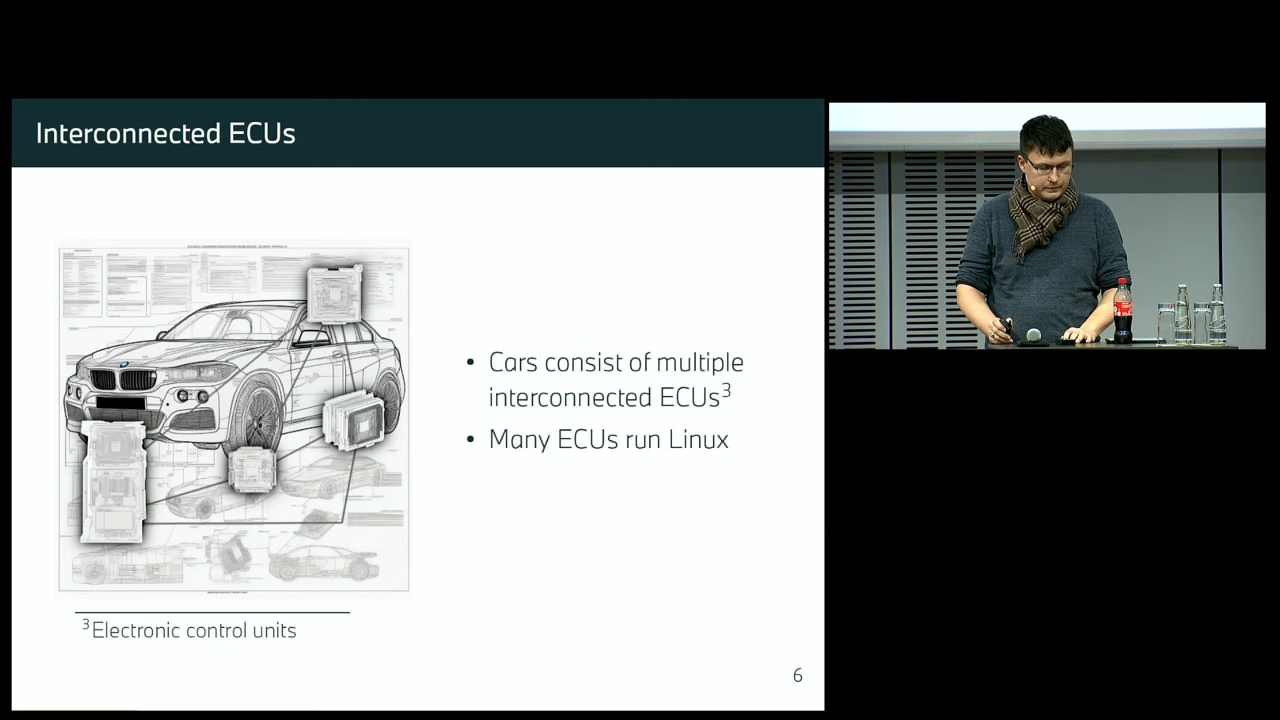 Interconnected ECUs
• Cars consist of multiple
interconnected ECUs³
• Many ECUs run Linux
³Electronic control units
6